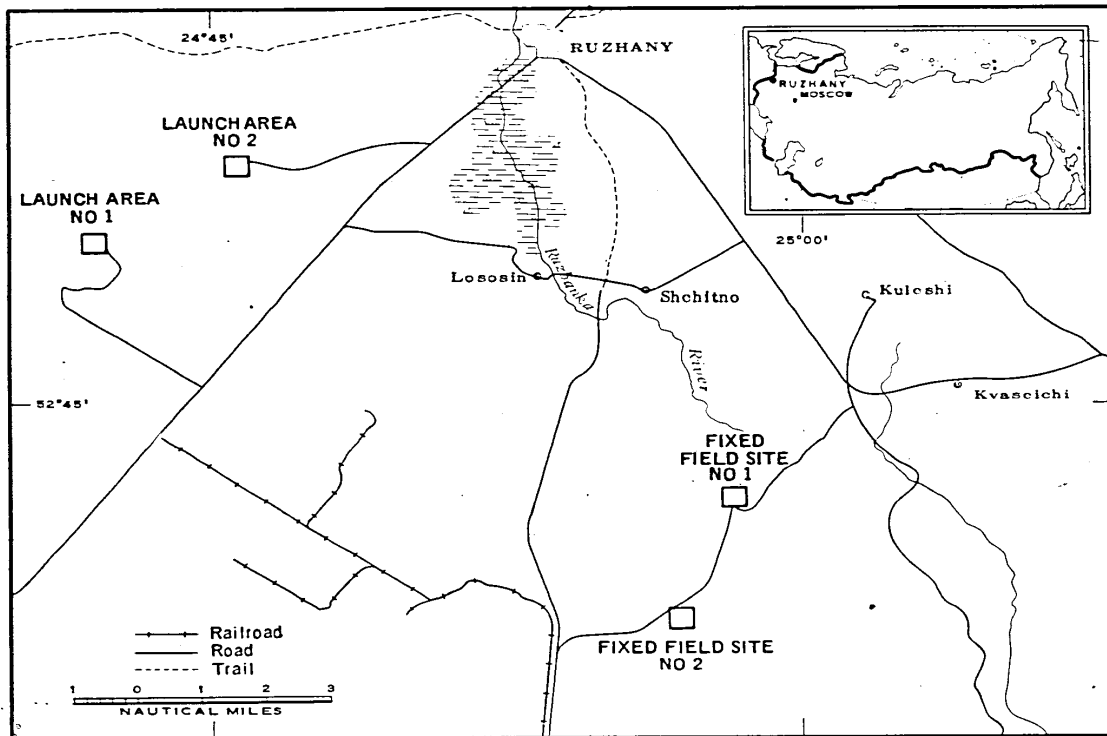 24°45'
RUZHANY
RUZHANY
MOSCOW
LAUNCH AREA
NO 2
LAUNCH AREA
NO 1
25°00'
Ruzhanka
Lososin
Shchitno
Kuleshi
River
Kvascichi
52°45'
FIXED
FIELD SITE
NO 1
FIXED FIELD SITE
NO 2
Railroad
Road
Trail
1 0 1 2 3
NAUTICAL MILES